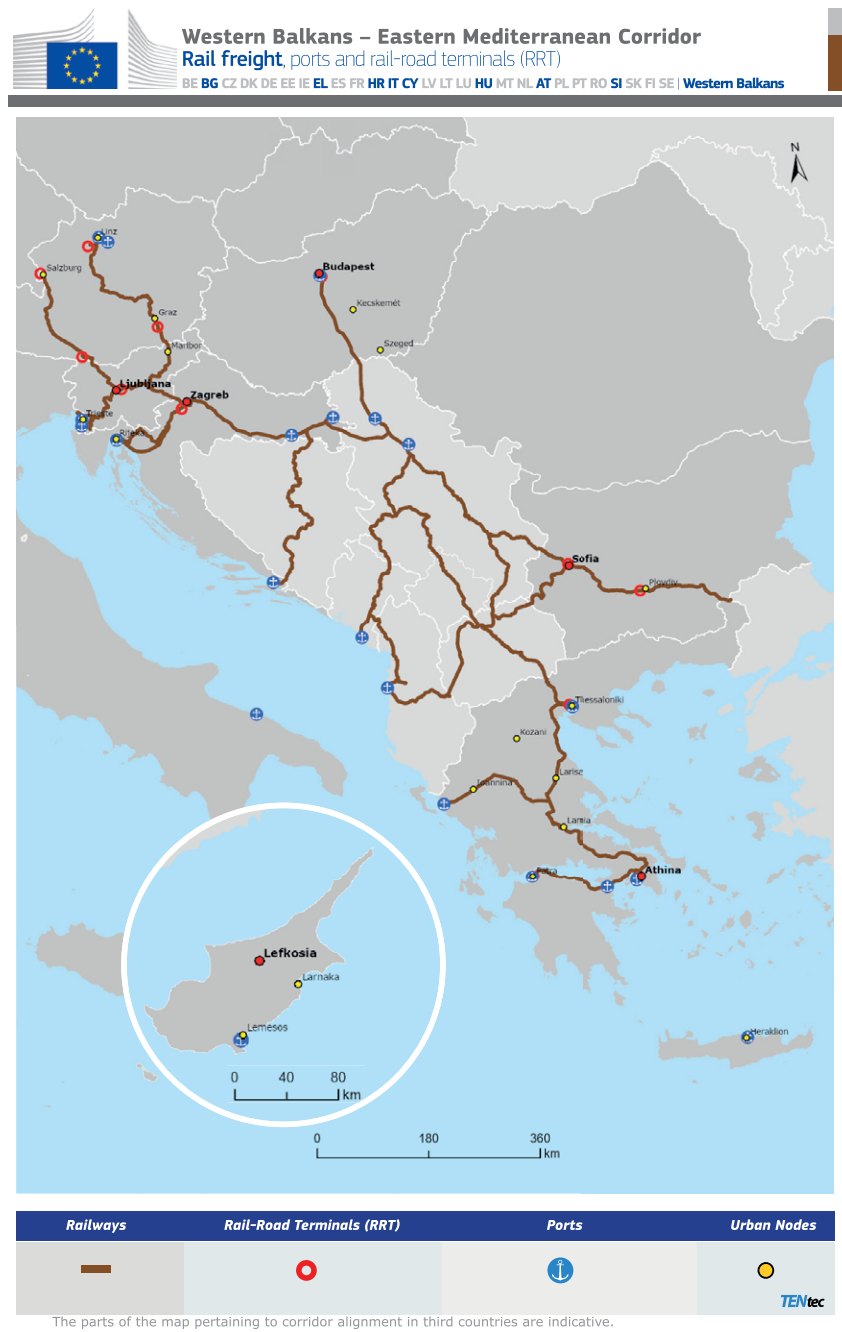 Western Balkans – Eastern Mediterranean Corridor
Rail freight, ports and rail-road terminals (RRT)
BE BG CZ DK DE EE IE EL ES FR HR IT CY LV LT LU HU MT NL AT PL PT RO SI SK FI SE | Western Balkans
N
Linz
Salzburg
Budapest
Kecskemét
Graz
Szeged
Maribor
Ljubljana
Zagreb
Trieste
Rijeka
Sofia
Plovdiv
Thessaloniki
Kozani
Larisa
Ioannina
Lamia
Patra
Athina
Lefkosia
Larnaka
Lemesos
Heraklion
0 40 80
km
0 180 360
km
Railways Rail-Road Terminals (RRT) Ports Urban Nodes
TENtec
The parts of the map pertaining to corridor alignment in third countries are indicative.